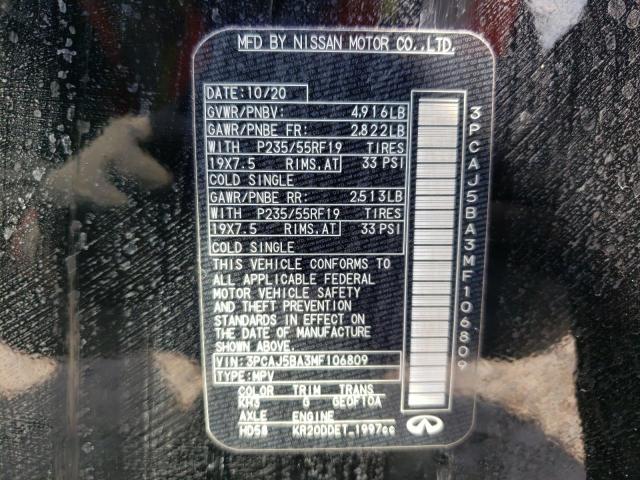 MFD BY NISSAN MOTOR CO.,LTD.
DATE: 10/20
GVWR/PNBV: 4,916LB
GAWR/PNBE FR: 2,822LB
WITH P235/55RF19 TIRES
19X7.5 RIMS.AT 33 PSI
COLD SINGLE
GAWR/PNBE RR: 2,513LB
WITH P235/55RF19 TIRES
19X7.5 RIMS.AT 33 PSI
COLD SINGLE
THIS VEHICLE CONFORMS TO
ALL APPLICABLE FEDERAL
MOTOR VEHICLE SAFETY
AND THEFT PREVENTION
STANDARDS IN EFFECT ON
THE DATE OF MANUFACTURE
SHOWN ABOVE.
VIN: 3PCAJ5BA3MF106809
TYPE: MPV
COLOR TRIM TRANS
KH3 G GE0F10A
AXLE ENGINE
HD58 KR20DDET_1997cc
3PCAJ5BA3MF106809